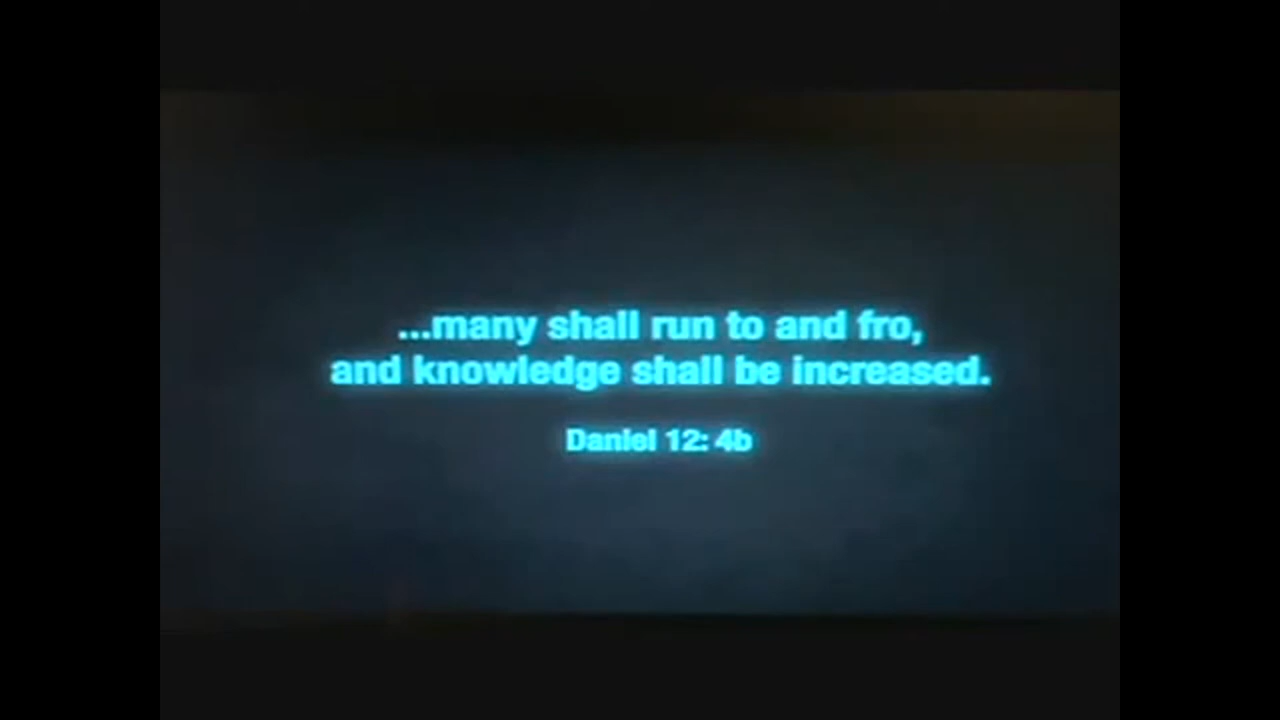 ...many shall run to and fro,
and knowledge shall be increased.
Daniel 12: 4b